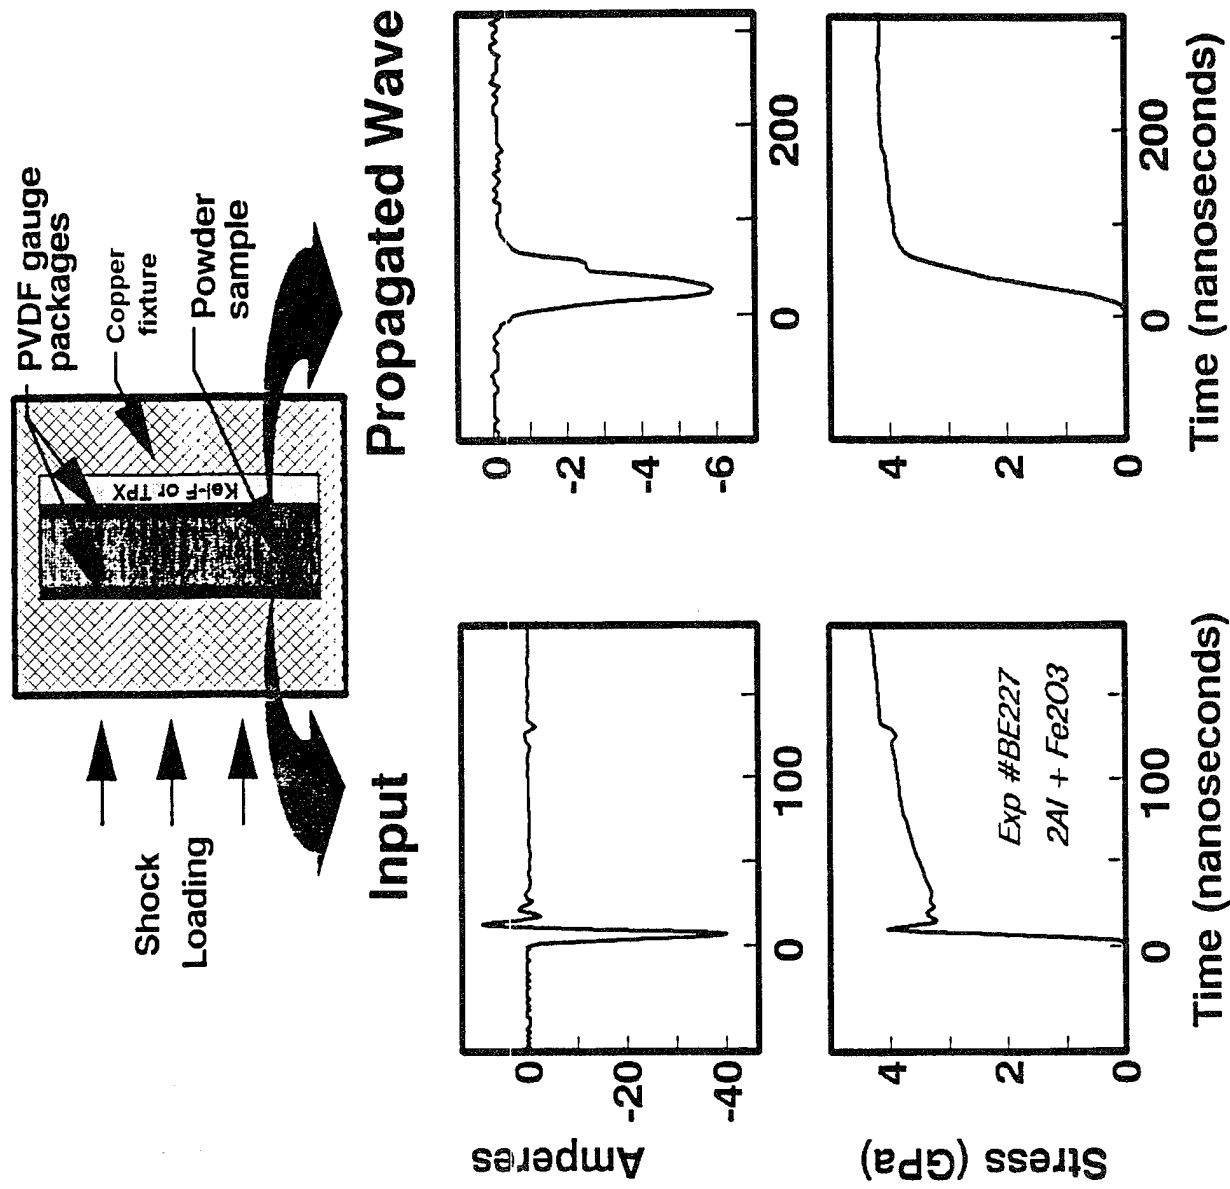 PVDF gauge
packages
Copper
fixture
Powder
sample
Kel-F or TPX
Shock
Loading
Input
Propagated Wave
Amperes
0
-20
-40
0
100
0
-2
-4
-6
0
200
Stress (GPa)
4
2
0
Exp #BE227
2Al + Fe2O3
0
100
Time (nanoseconds)
4
2
0
0
200
Time (nanoseconds)